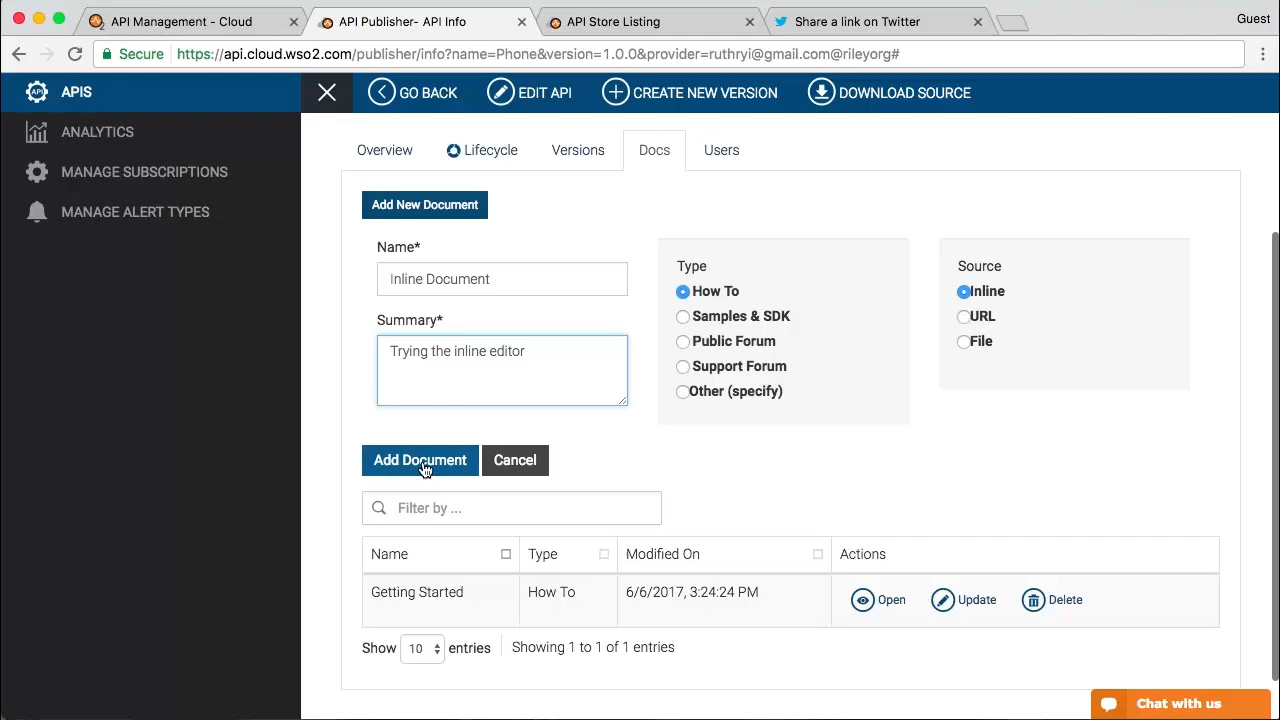 API Management - Cloud
API Publisher- API Info
API Store Listing
Share a link on Twitter
Guest
Secure
https://api.cloud.wso2.com/publisher/info?name=Phone&version=1.0.0&provider=ruthryi@gmail.com@rileyorg#
API
APIS
GO BACK
EDIT API
CREATE NEW VERSION
DOWNLOAD SOURCE
ANALYTICS
MANAGE SUBSCRIPTIONS
MANAGE ALERT TYPES
Overview
Lifecycle
Versions
Docs
Users
Add New Document
Name*
Inline Document
Summary*
Trying the inline editor
Type
How To
Samples & SDK
Public Forum
Support Forum
Other (specify)
Source
Inline
URL
File
Add Document
Cancel
Filter by ...
Name
Type
Modified On
Actions
Getting Started
How To
6/6/2017, 3:24:24 PM
Open
Update
Delete
Show 10 entries
Showing 1 to 1 of 1 entries
Chat with us